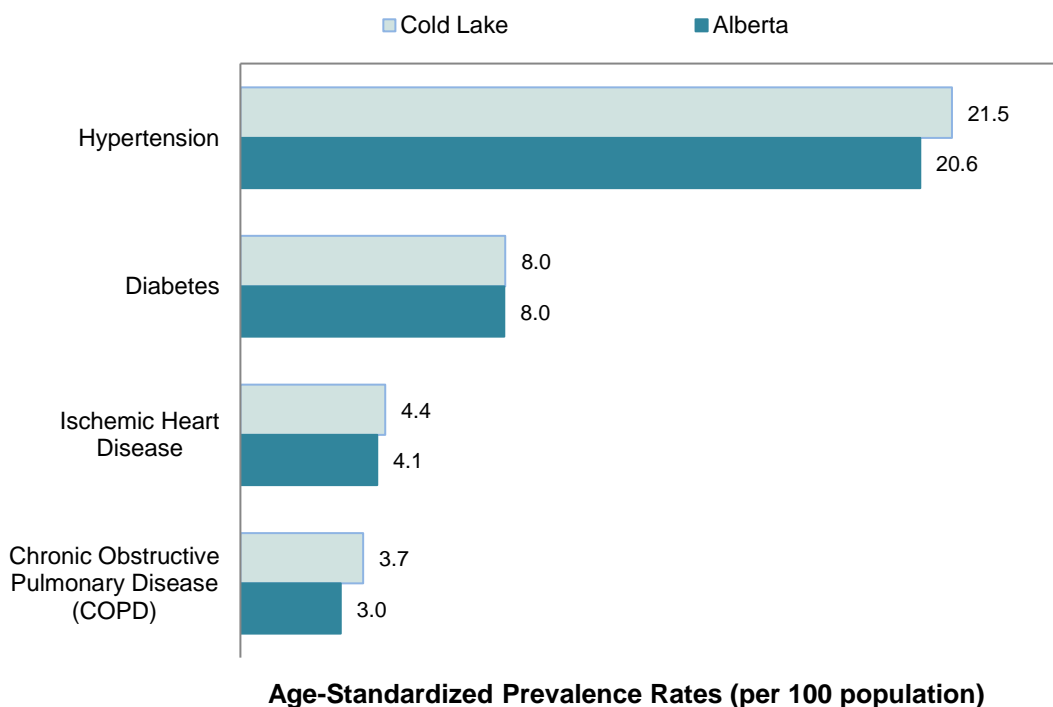 Cold Lake
Alberta
Hypertension
21.5
20.6
Diabetes
8.0
8.0
Ischemic Heart
Disease
4.4
4.1
Chronic Obstructive
Pulmonary Disease
(COPD)
3.7
3.0
Age-Standardized Prevalence Rates (per 100 population)